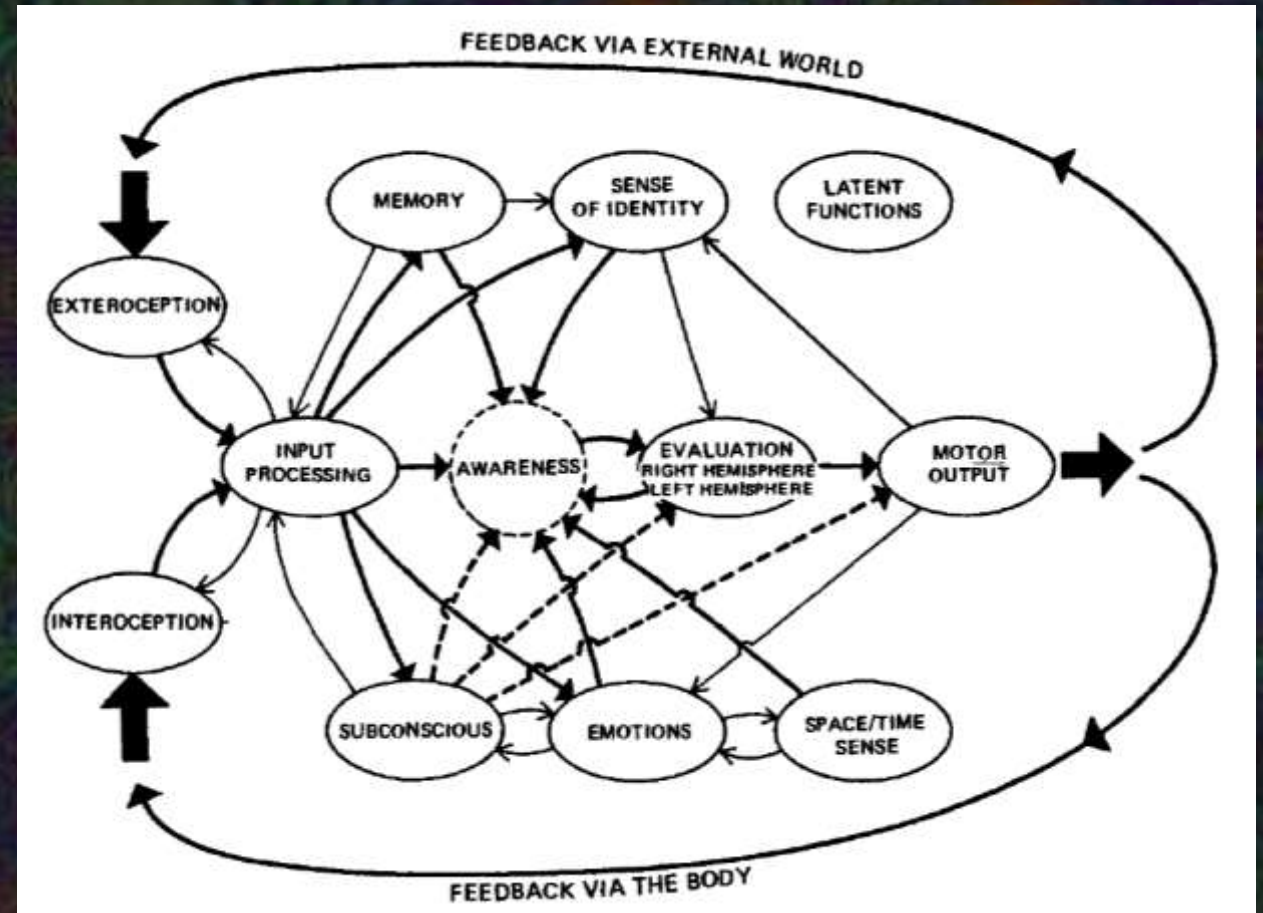 FEEDBACK VIA EXTERNAL WORLD
MEMORY
SENSE
OF IDENTITY
LATENT
FUNCTIONS
EXTEROCEPTION
INPUT
PROCESSING
AWARENESS
EVALUATION
RIGHT HEMISPHERE
LEFT HEMISPHERE
MOTOR
OUTPUT
INTEROCEPTION
SUBCONSCIOUS
EMOTIONS
SPACE/TIME
SENSE
FEEDBACK VIA THE BODY